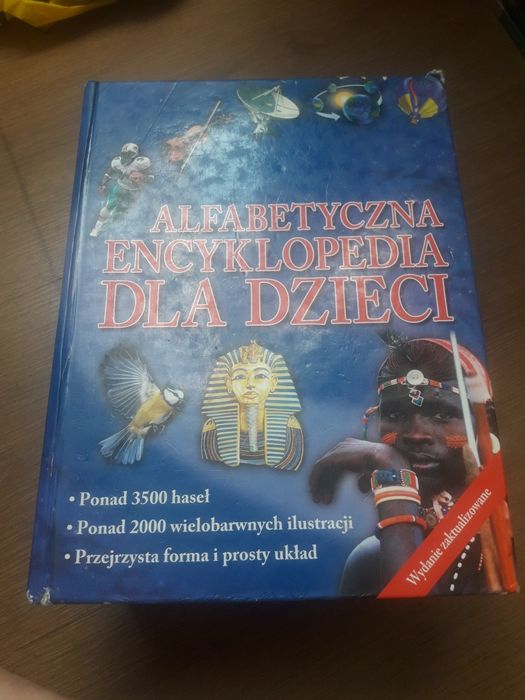 ALFABETYCZNA
ENCYKLOPEDIA
DLA DZIECI
• Ponad 3500 haseł
• Ponad 2000 wielobarwnych ilustracji
• Przejrzysta forma i prosty układ
Wydanie zaktualizowane